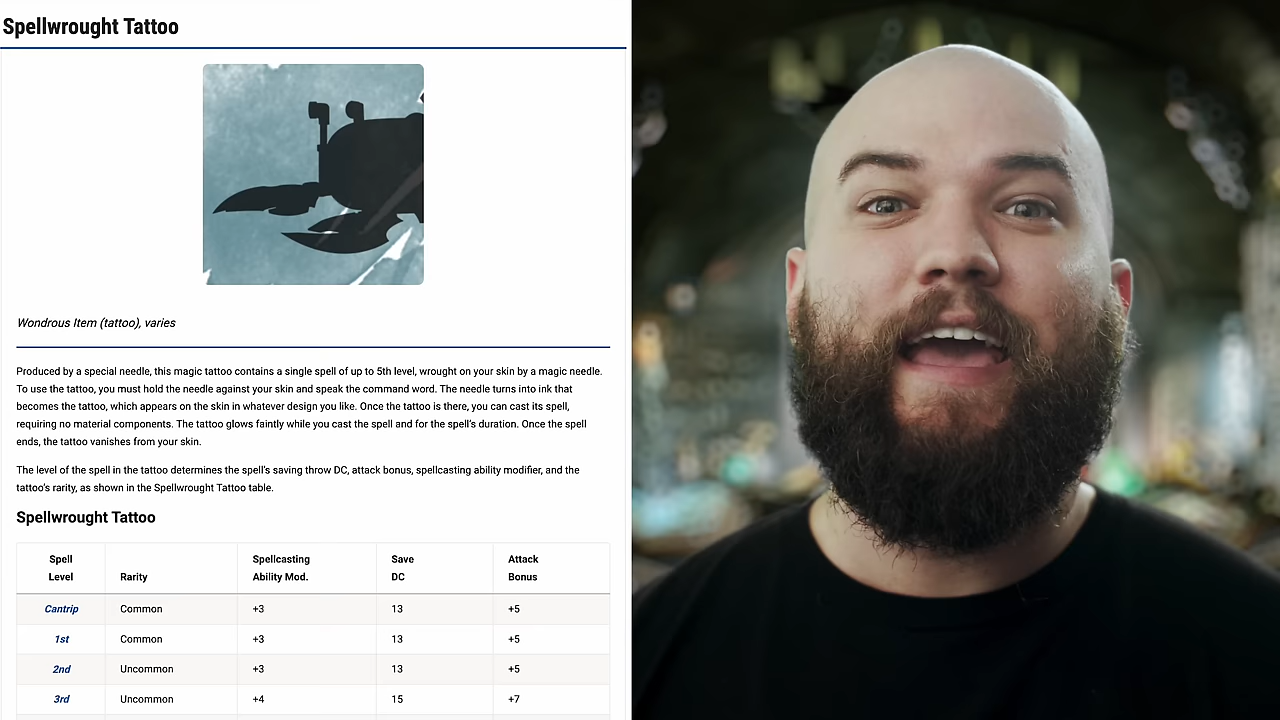 Spellwrought Tattoo
Wondrous Item (tattoo), varies
Produced by a special needle, this magic tattoo contains a single spell of up to 5th level, wrought on your skin by a magic needle.
To use the tattoo, you must hold the needle against your skin and speak the command word. The needle turns into ink that
becomes the tattoo, which appears on the skin in whatever design you like. Once the tattoo is there, you can cast its spell,
requiring no material components. The tattoo glows faintly while you cast the spell and for the spell's duration. Once the spell
ends, the tattoo vanishes from your skin.
The level of the spell in the tattoo determines the spell's saving throw DC, attack bonus, spellcasting ability modifier, and the
tattoo's rarity, as shown in the Spellwrought Tattoo table.
Spellwrought Tattoo
Spell Level Rarity Spellcasting Ability Mod. Save DC Attack Bonus
Cantrip Common +3 13 +5
1st Common +3 13 +5
2nd Uncommon +3 13 +5
3rd Uncommon +4 15 +7